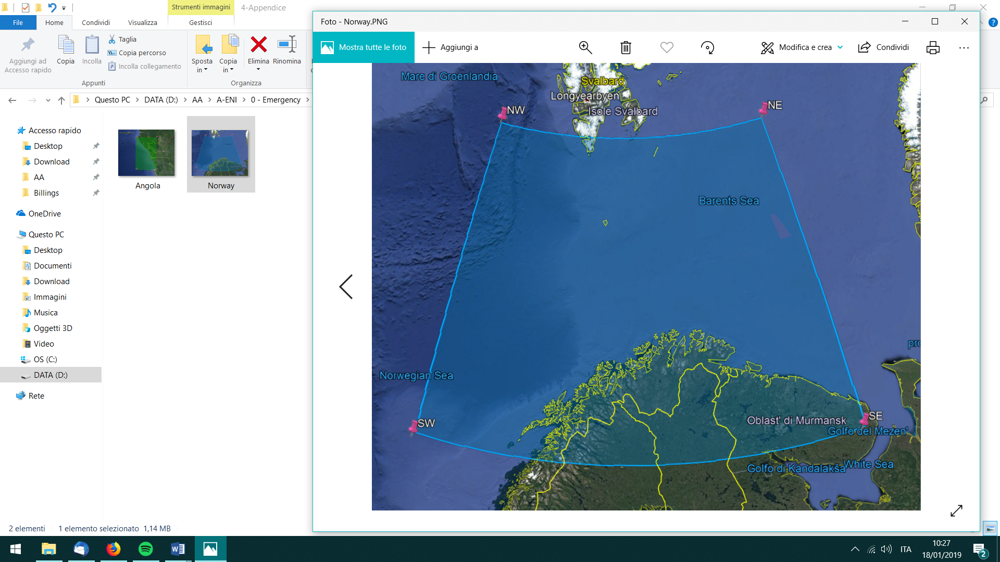 Strumenti immagini
4-Appendice
File
Home
Condividi
Visualizza
Gestisci
Aggiungi ad
Accesso rapido
Copia
Incolla
Taglia
Copia percorso
Incolla collegamento
Appunti
Sposta
in
Copia
in
Elimina
Rinomina
Organizza
Questo PC
DATA (D:)
AA
A-ENI
0 - Emergency
Accesso rapido
Desktop
Download
AA
Billings
OneDrive
Questo PC
Desktop
Documenti
Download
Immagini
Musica
Oggetti 3D
Video
OS (C:)
DATA (D:)
Rete
Angola
Norway
2 elementi
1 elemento selezionato 1,14 MB
Foto - Norway.PNG
Mostra tutte le foto
Aggiungi a
Modifica e crea
Condividi
Mare di Groenlandia
Svalbard
Longyearbyen
Isole Svalbard
NW
NE
Barents Sea
Norwegian Sea
SW
SE
Oblast' di Murmansk
Golfo del Mezen'
Golfo di Kandalakša
White Sea
ITA
10:27
18/01/2019
2